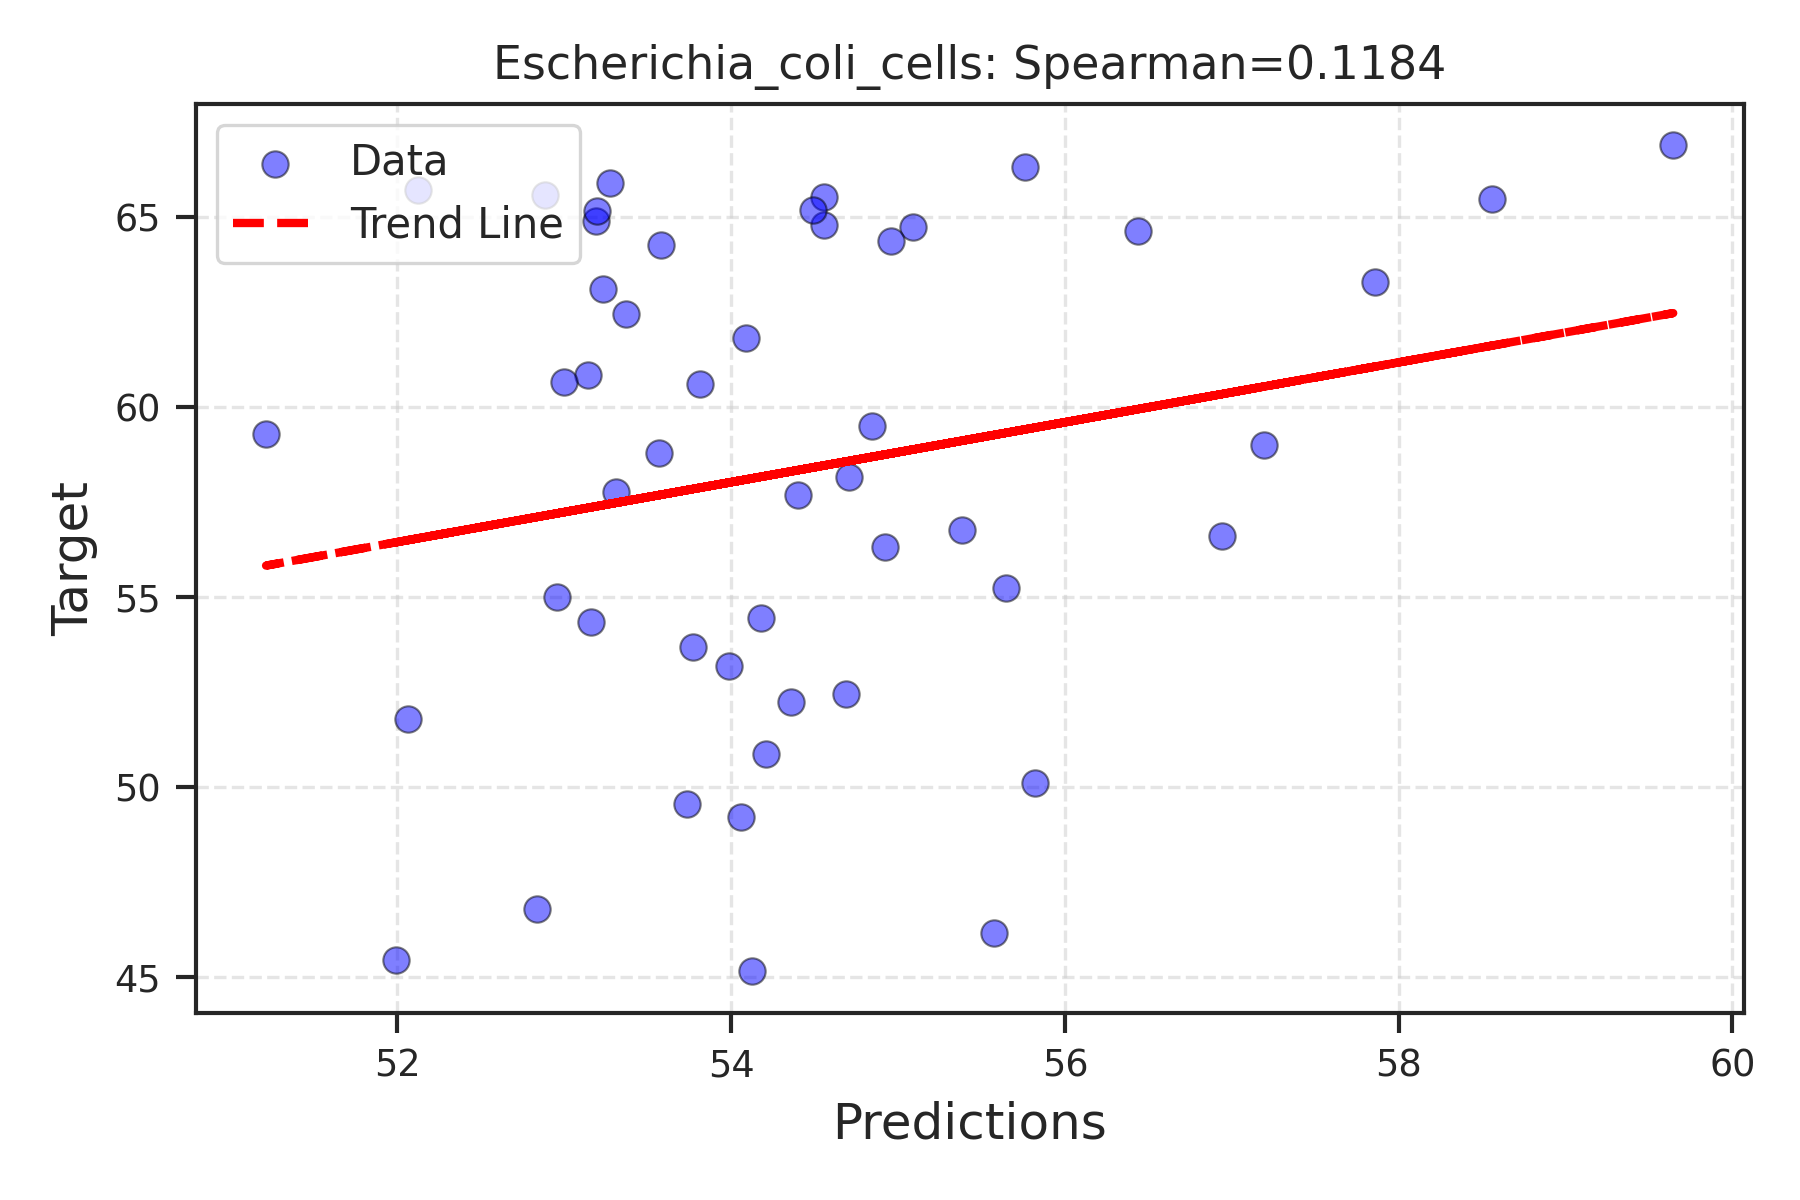 Escherichia_coli_cells: Spearman=0.1184
Data
Trend Line
65
60
55
50
45
Target
52
54
56
58
60
Predictions